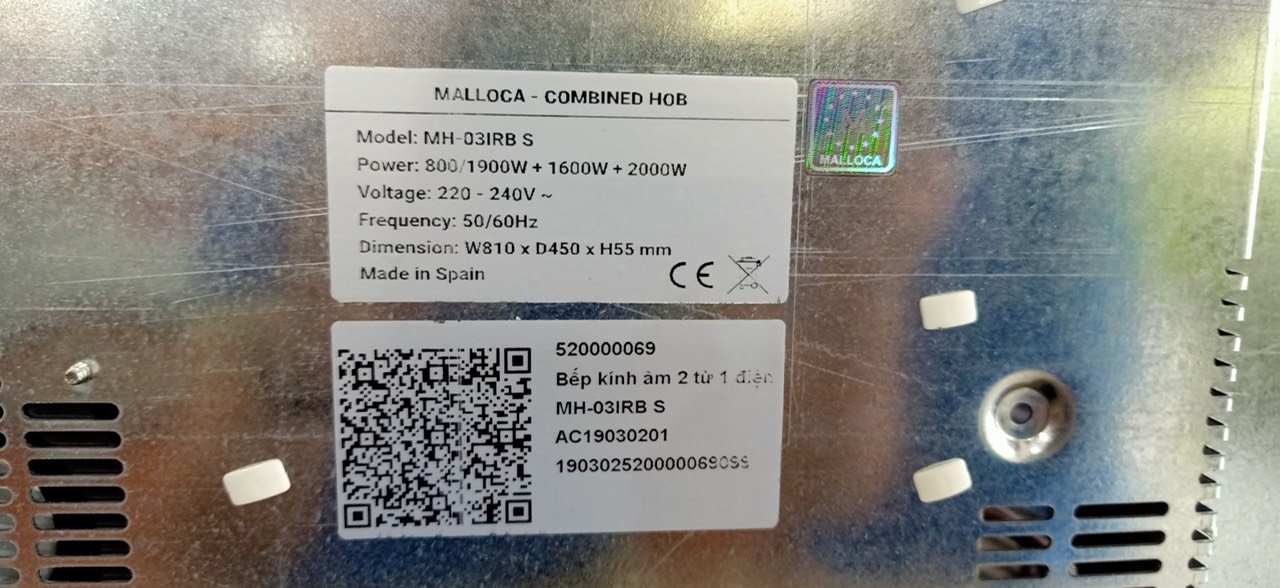 MALLOCA - COMBINED HOB
Model: MH-03IRB S
Power: 800/1900W + 1600W + 2000W
Voltage: 220 - 240V ~
Frequency: 50/60Hz
Dimension: W810 x D450 x H55 mm
Made in Spain
CE
M
MALLOCA
520000069
Bếp kính âm 2 từ 1 điện
MH-03IRB S
AC19030201